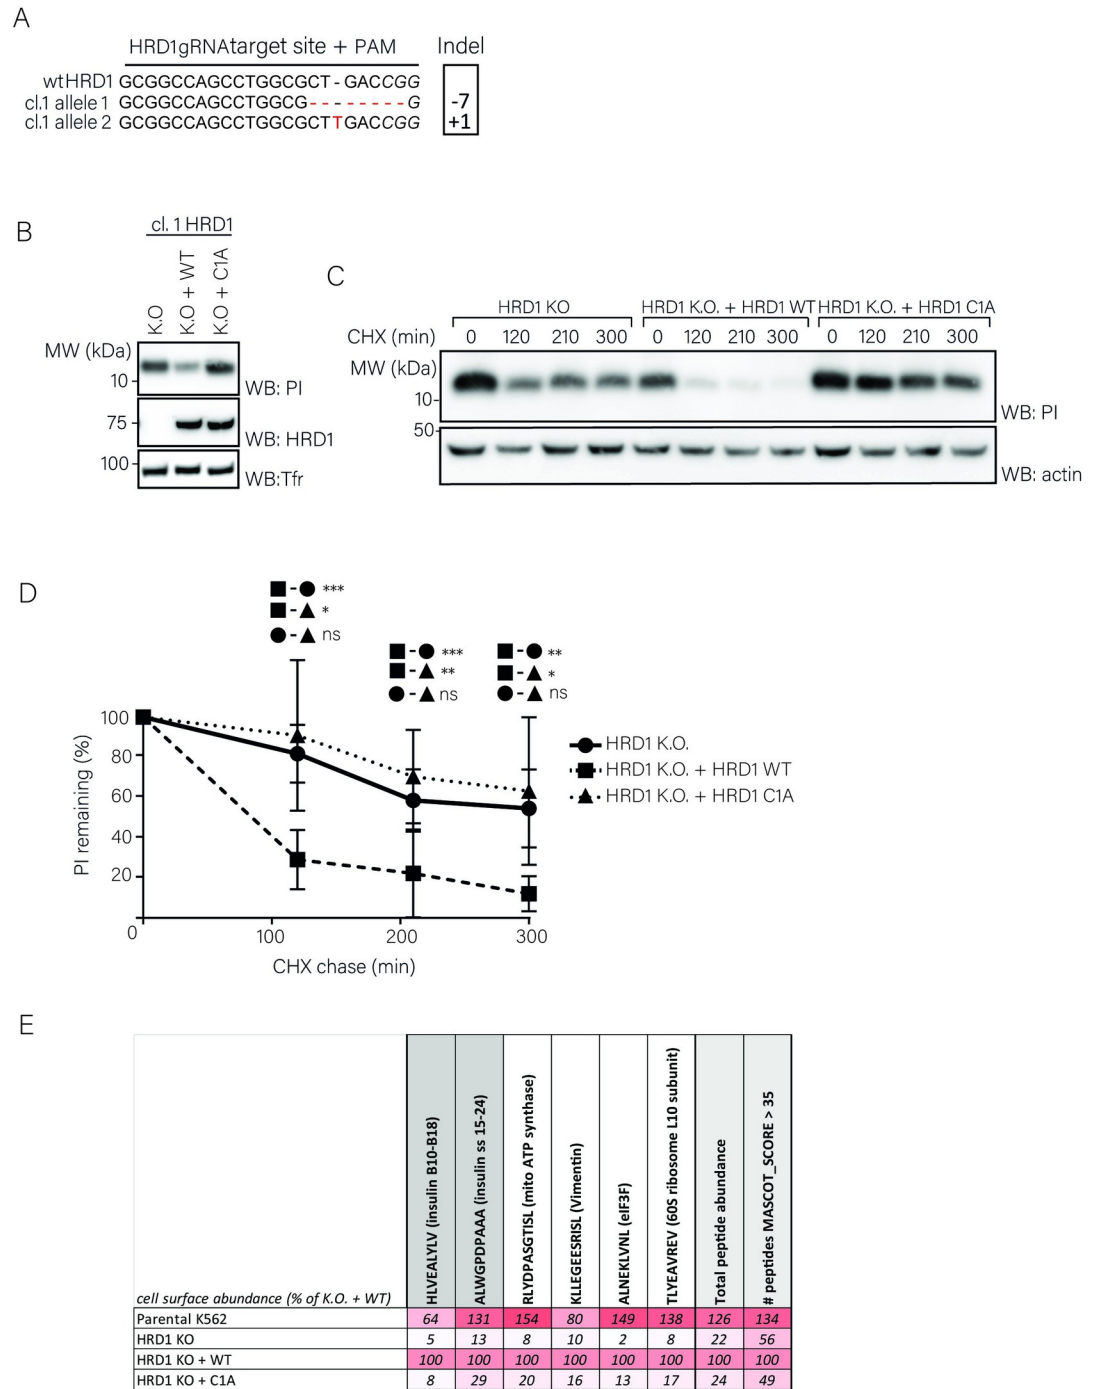 A
HRD1gRNAtarget site + PAM Indel
wtHRD1 GCGGCCAGCCTGGCGCT-GACCGG
cl.1 allele 1 GCGGCCAGCCTGGCG--------G -7
cl.1 allele 2 GCGGCCAGCCTGGCGCTTGACCGG +1
B
cl. 1 HRD1
K.O
K.O + WT
K.O + C1A
MW (kDa)
10
WB: PI
75
WB: HRD1
100
WB:Tfr
C
HRD1 KO HRD1 K.O. + HRD1 WT HRD1 K.O. + HRD1 C1A
CHX (min) 0 120 210 300 0 120 210 300 0 120 210 300
MW (kDa)
10-
WB: PI
50
WB: actin
D
■-● ***
■-▲ *
●-▲ ns
■-● ***
■-▲ **
●-▲ ns
■-● **
■-▲ *
●-▲ ns
PI remaining (%)
100
80
60
40
20
0 100 200 300
CHX chase (min)
HRD1 K.O.
HRD1 K.O. + HRD1 WT
HRD1 K.O. + HRD1 C1A
E
cell surface abundance (% of K.O. + WT)
HLVEALYLV (insulin B10-B18)
ALWGPDPAAA (insulin ss 15-24)
RLYDPASGTISL (mito ATP synthase)
KLLEGEESRISL (Vimentin)
ALNEKLVNL (eIF3F)
TLYEAVREV (60S ribosome L10 subunit)
Total peptide abundance
# peptides MASCOT_SCORE > 35
Parental K562 64 131 154 80 149 138 126 134
HRD1 KO 5 13 8 10 2 8 22 56
HRD1 KO + WT 100 100 100 100 100 100 100 100
HRD1 KO + C1A 8 29 20 16 13 17 24 49